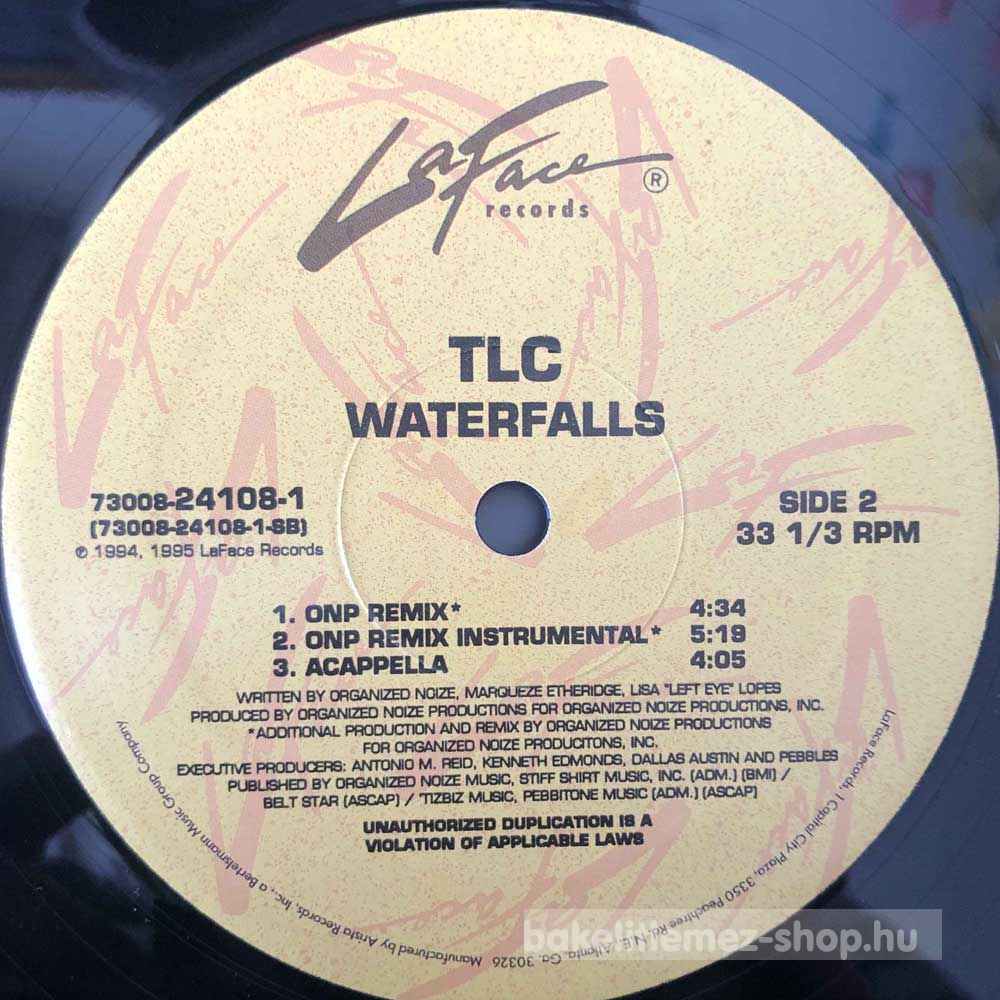 LaFace
records ®
TLC
WATERFALLS
73008-24108-1
(73008-24108-1-SB)
℗ 1994, 1995 LaFace Records
SIDE 2
33 1/3 RPM
1. ONP REMIX* 4:34
2. ONP REMIX INSTRUMENTAL* 5:19
3. ACAPPELLA 4:05
WRITTEN BY ORGANIZED NOIZE, MARQUEZE ETHERIDGE, LISA "LEFT EYE" LOPES
PRODUCED BY ORGANIZED NOIZE PRODUCTIONS FOR ORGANIZED NOIZE PRODUCTIONS, INC.
*ADDITIONAL PRODUCTION AND REMIX BY ORGANIZED NOIZE PRODUCTIONS
FOR ORGANIZED NOIZE PRODUCITONS, INC.
EXECUTIVE PRODUCERS: ANTONIO M. REID, KENNETH EDMONDS, DALLAS AUSTIN AND PEBBLES
PUBLISHED BY ORGANIZED NOIZE MUSIC, STIFF SHIRT MUSIC, INC. (ADM.) (BMI) /
BELT STAR (ASCAP) / 'TIZBIZ MUSIC, PEBBITONE MUSIC (ADM.) (ASCAP)
UNAUTHORIZED DUPLICATION IS A
VIOLATION OF APPLICABLE LAWS
LaFace Records, 1 Capital City Plaza, 3350 Peachtree Rd. N.E., Atlanta, Ga. 30326 Manufactured by Arista Records, Inc., a Bertelsmann Music Group Company
bakelitlemez-shop.hu